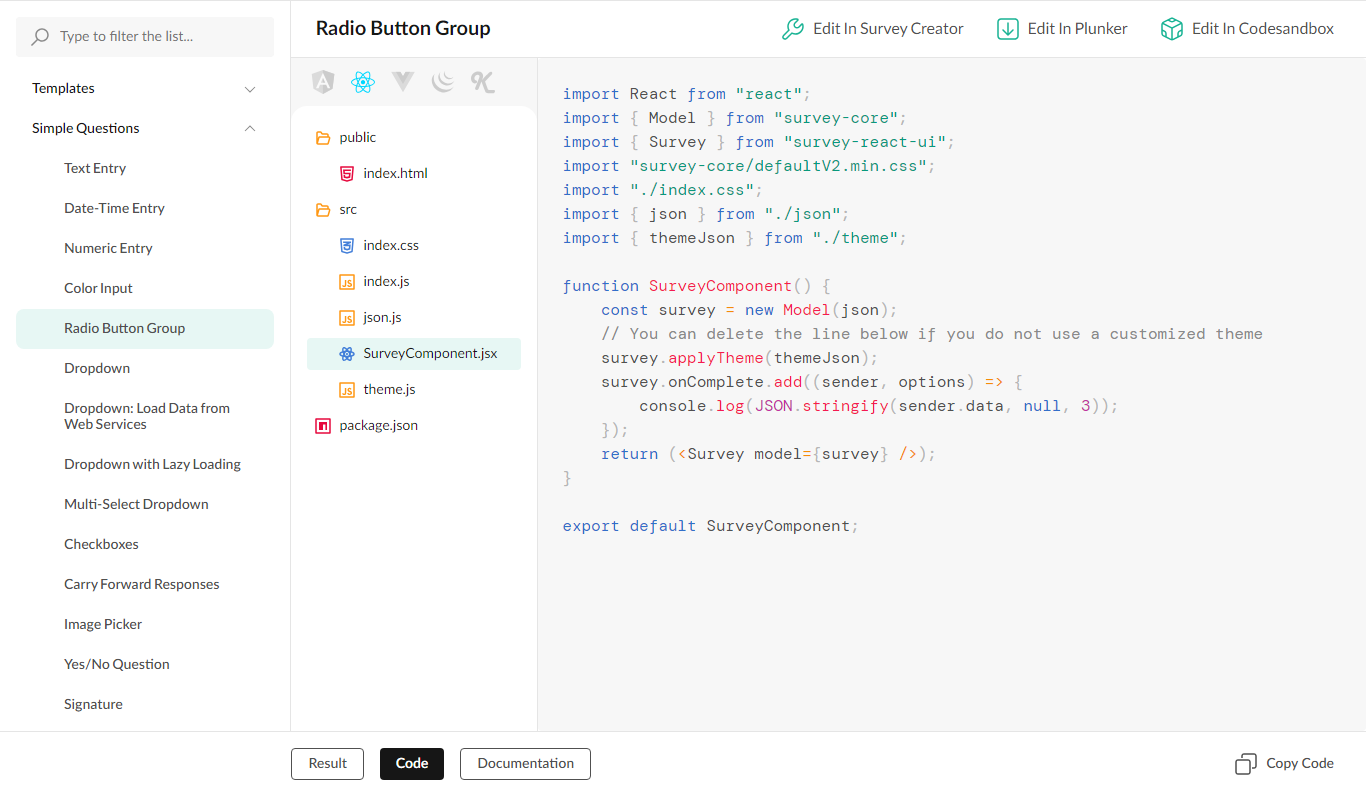 Type to filter the list...
Templates
Simple Questions
Text Entry
Date-Time Entry
Numeric Entry
Color Input
Radio Button Group
Dropdown
Dropdown: Load Data from
Web Services
Dropdown with Lazy Loading
Multi-Select Dropdown
Checkboxes
Carry Forward Responses
Image Picker
Yes/No Question
Signature
Radio Button Group
Edit In Survey Creator
Edit In Plunker
Edit In Codesandbox
public
index.html
src
index.css
index.js
json.js
SurveyComponent.jsx
theme.js
package.json
import React from "react";
import { Model } from "survey-core";
import { Survey } from "survey-react-ui";
import "survey-core/defaultV2.min.css";
import "./index.css";
import { json } from "./json";
import { themeJson } from "./theme";
function SurveyComponent() {
    const survey = new Model(json);
    // You can delete the line below if you do not use a customized theme
    survey.applyTheme(themeJson);
    survey.onComplete.add((sender, options) => {
        console.log(JSON.stringify(sender.data, null, 3));
    });
    return (<Survey model={survey} />);
}
export default SurveyComponent;
Result
Code
Documentation
Copy Code